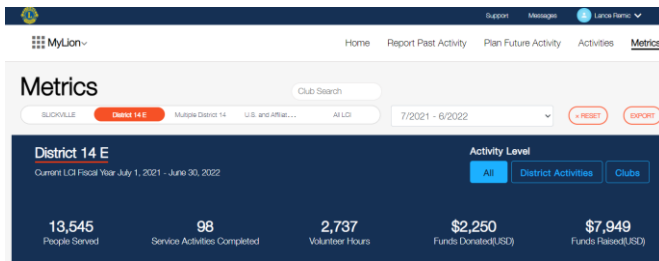 Support Messages Lance Remic
MyLion
Home Report Past Activity Plan Future Activity Activities Metrics
Metrics
Club Search
SLICKVILLE District 14 E Multiple District 14 U.S. and Affiliat..... All LCI
7/2021 - 6/2022
× RESET
EXPORT
District 14 E
Current LCI Fiscal Year July 1, 2021 - June 30, 2022
Activity Level
All District Activities Clubs
13,545 98 2,737 $2,250 $7,949
People Served Service Activities Completed Volunteer Hours Funds Donated(USD) Funds Raised(USD)